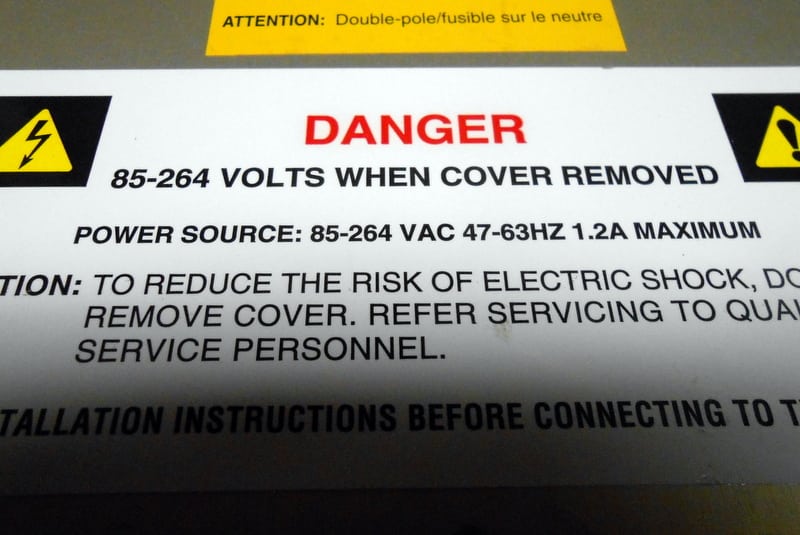 ATTENTION: Double-pole/fusible sur le neutre
DANGER
85-264 VOLTS WHEN COVER REMOVED
POWER SOURCE: 85-264 VAC 47-63HZ 1.2A MAXIMUM
TION: TO REDUCE THE RISK OF ELECTRIC SHOCK, DO
REMOVE COVER. REFER SERVICING TO QUAL
SERVICE PERSONNEL.
TALLATION INSTRUCTIONS BEFORE CONNECTING TO T